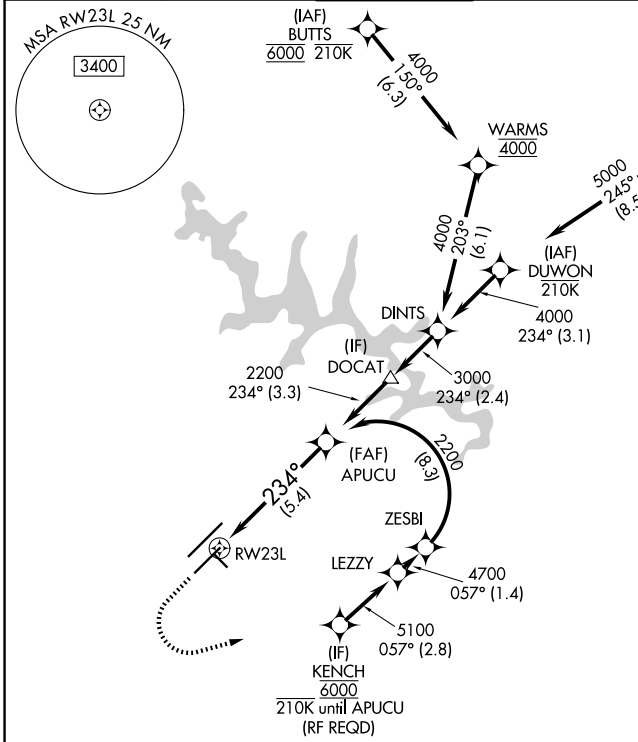 MSA RW23L 25 NM
3400
(IAF)
BUTTS
6000 210K
4000
150°
(6.3)
WARMS
4000
5000
245°
(8.5
(IAF)
DUWON
210K
4000
203°
(6.1)
4000
234° (3.1)
DINTS
(IF)
DOCAT
3000
234° (2.4)
2200
234° (3.3)
(FAF)
APUCU
2200
(8.3)
234°
(5.4)
ZESBI
RW23L
LEZZY
4700
057° (1.4)
5100
057° (2.8)
(IF)
KENCH
6000
210K until APUCU
(RF REQD)